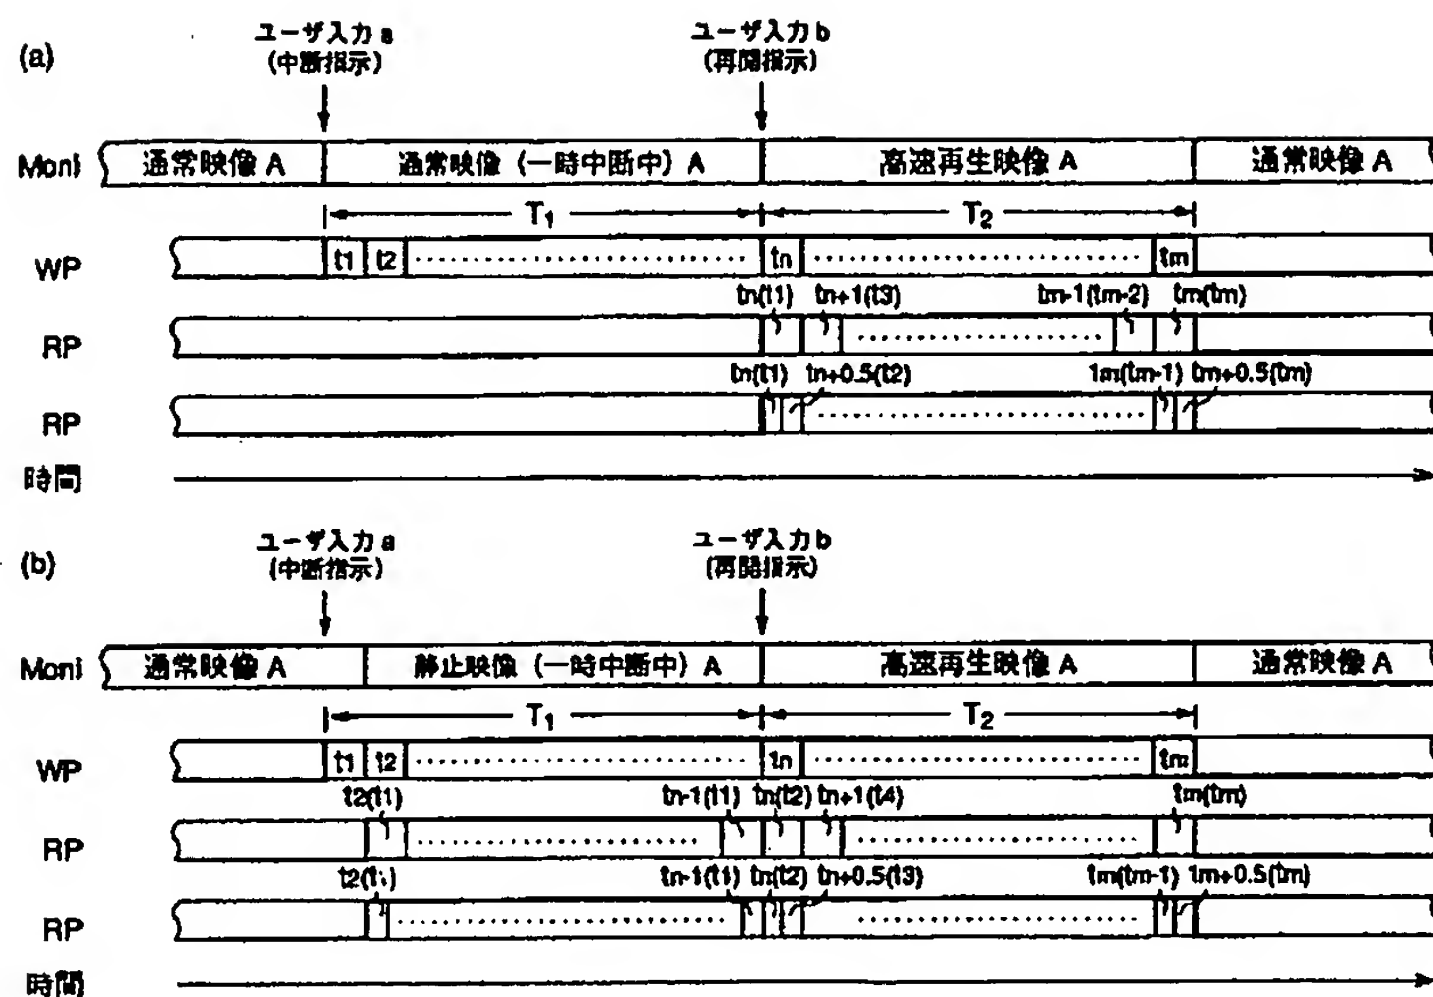 (a)
ユーザ入力 a
(中断指示)
ユーザ入力 b
(再開指示)
Moni 通常映像 A 通常映像 (一時中断中) A 高速再生映像 A 通常映像 A
T1 T2
WP t1 t2 tn tm
tn(t1) tn+1(t3) tm-1(tm-2) tm(tm)
RP
tn(t1) tn+0.5(t2) tm(tm-1) tm+0.5(tm)
RP
時間
(b)
ユーザ入力 a
(中断指示)
ユーザ入力 b
(再開指示)
Moni 通常映像 A 静止映像 (一時中断中) A 高速再生映像 A 通常映像 A
T1 T2
WP t1 t2 tn tm
t2(t1) tn-1(t1) tn(t2) tn+1(t4) tm(tm)
RP
t2(t1) tn-1(t1) tn(t2) tn+0.5(t3) tm(tm-1) tm+0.5(tm)
RP
時間